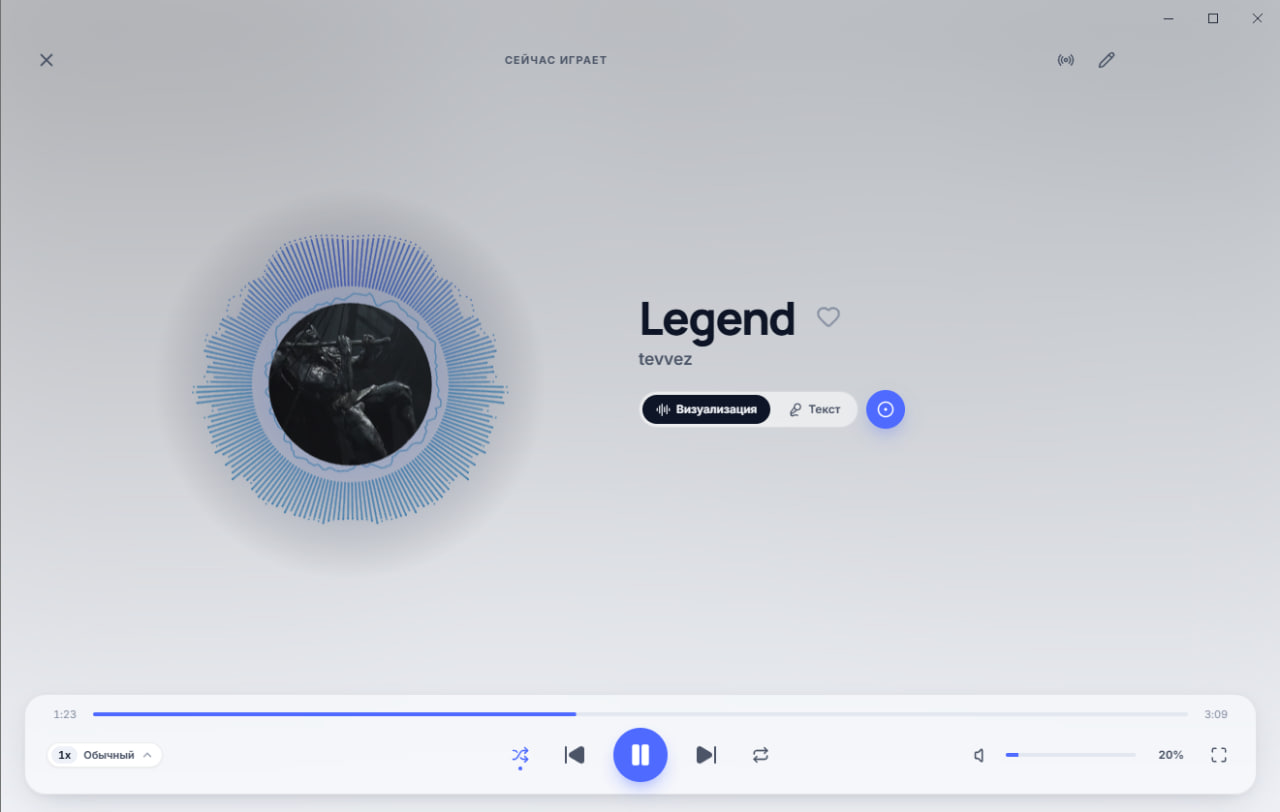 СЕЙЧАС ИГРАЕТ
Legend
tevvez
Визуализация Текст
1:23 3:09
1x Обычный 20%